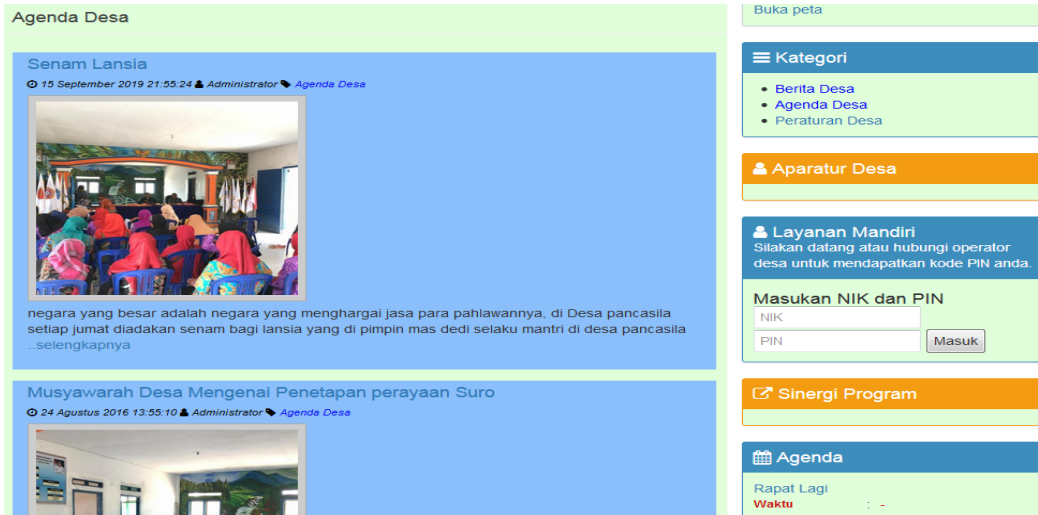 Agenda Desa
Senam Lansia
15 September 2019 21:55:24 Administrator Agenda Desa
negara yang besar adalah negara yang menghargai jasa para pahlawannya, di Desa pancasila
setiap jumat diadakan senam bagi lansia yang di pimpin mas dedi selaku mantri di desa pancasila
..selengkapnya
Musyawarah Desa Mengenai Penetapan perayaan Suro
24 Agustus 2016 13:55:10 Administrator Agenda Desa
Buka peta
Kategori
Berita Desa
Agenda Desa
Peraturan Desa
Aparatur Desa
Layanan Mandiri
Silakan datang atau hubungi operator
desa untuk mendapatkan kode PIN anda.
Masukan NIK dan PIN
NIK
PIN Masuk
Sinergi Program
Agenda
Rapat Lagi
Waktu : -